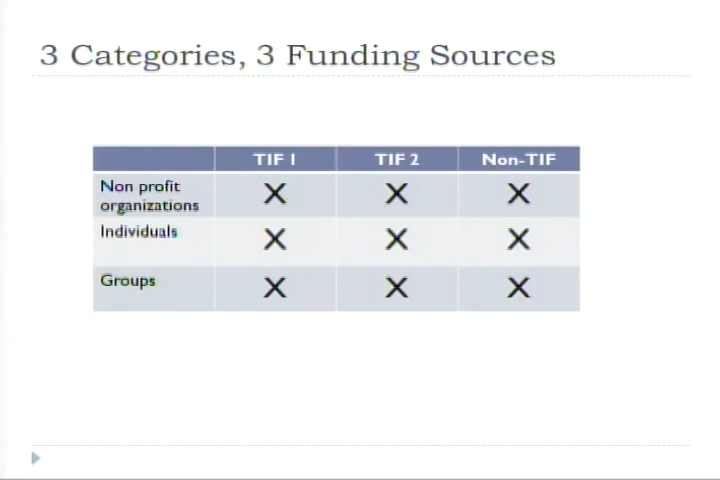 3 Categories, 3 Funding Sources
TIF 1 TIF 2 Non-TIF
Non profit
organizations X X X
Individuals X X X
Groups X X X